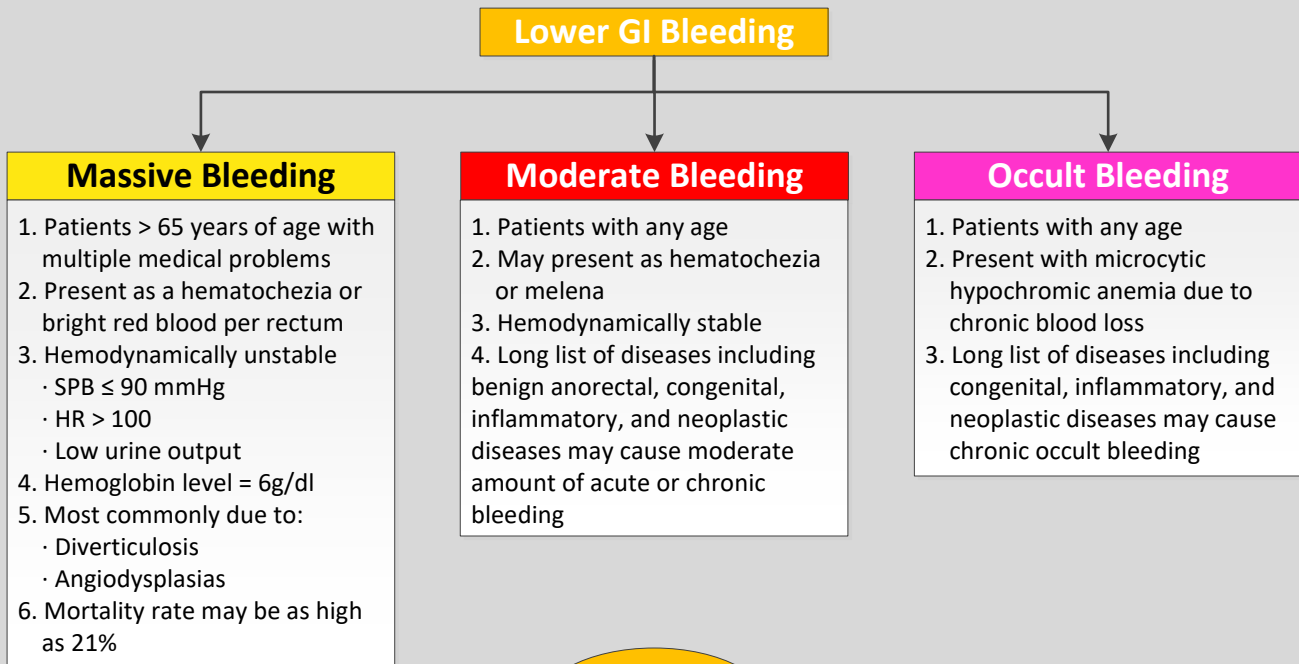 Lower GI Bleeding
Massive Bleeding
1. Patients > 65 years of age with
multiple medical problems
2. Present as a hematochezia or
bright red blood per rectum
3. Hemodynamically unstable
· SPB ≤ 90 mmHg
· HR > 100
· Low urine output
4. Hemoglobin level = 6g/dl
5. Most commonly due to:
· Diverticulosis
· Angiodysplasias
6. Mortality rate may be as high
as 21%
Moderate Bleeding
1. Patients with any age
2. May present as hematochezia
or melena
3. Hemodynamically stable
4. Long list of diseases including
benign anorectal, congenital,
inflammatory, and neoplastic
diseases may cause moderate
amount of acute or chronic
bleeding
Occult Bleeding
1. Patients with any age
2. Present with microcytic
hypochromic anemia due to
chronic blood loss
3. Long list of diseases including
congenital, inflammatory, and
neoplastic diseases may cause
chronic occult bleeding